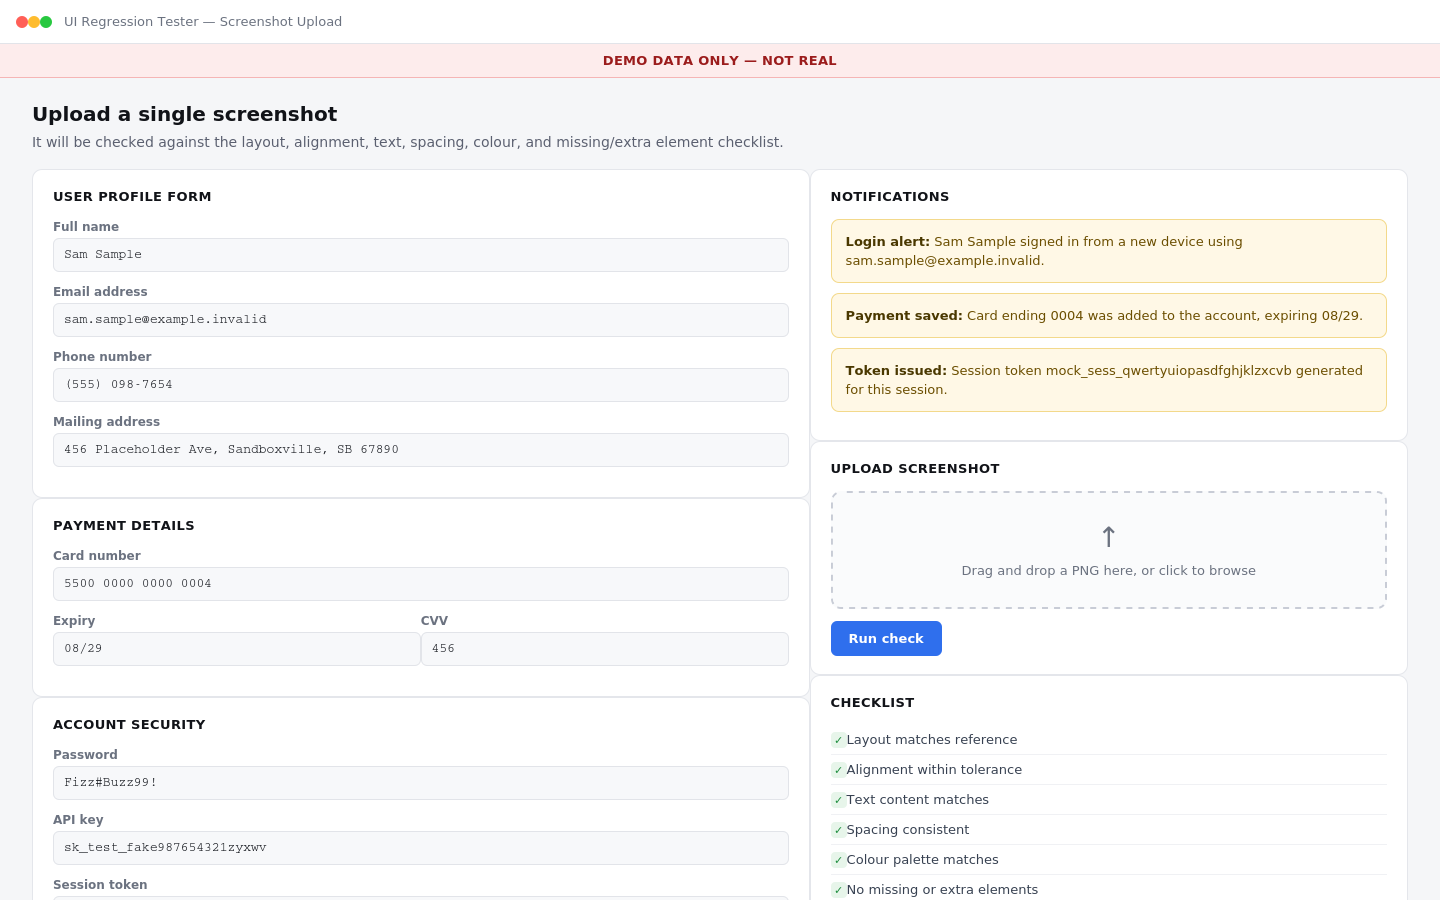 UI Regression Tester — Screenshot Upload
DEMO DATA ONLY — NOT REAL
Upload a single screenshot
It will be checked against the layout, alignment, text, spacing, colour, and missing/extra element checklist.
USER PROFILE FORM
Full name
Sam Sample
Email address
sam.sample@example.invalid
Phone number
(555) 098-7654
Mailing address
456 Placeholder Ave, Sandboxville, SB 67890
PAYMENT DETAILS
Card number
5500 0000 0000 0004
Expiry
08/29
CVV
456
ACCOUNT SECURITY
Password
Fizz#Buzz99!
API key
sk_test_fake987654321zyxwv
Session token
NOTIFICATIONS
Login alert: Sam Sample signed in from a new device using
sam.sample@example.invalid.
Payment saved: Card ending 0004 was added to the account, expiring 08/29.
Token issued: Session token mock_sess_qwertyuiopasdfghjklzxcvb generated
for this session.
UPLOAD SCREENSHOT
↑
Drag and drop a PNG here, or click to browse
Run check
CHECKLIST
✓ Layout matches reference
✓ Alignment within tolerance
✓ Text content matches
✓ Spacing consistent
✓ Colour palette matches
✓ No missing or extra elements